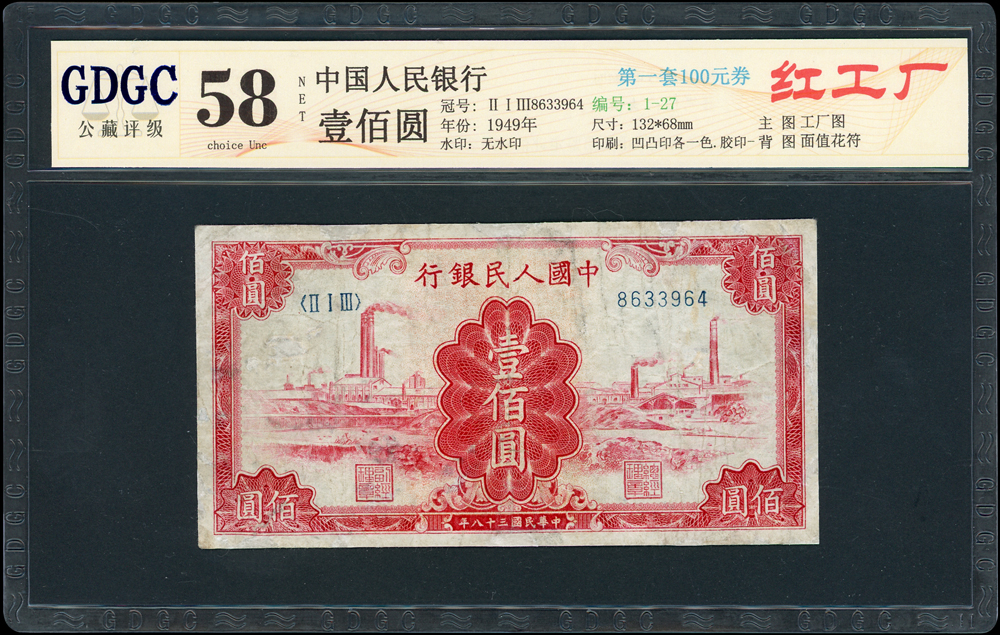 GDGC
公藏评级
58
choice Unc
NET
中国人民银行
壹佰圆
冠号: ⅡⅠⅢ8633964
年份: 1949年
水印: 无水印
第一套100元券
编号: 1-27
尺寸: 132*68mm
印刷: 凹凸印各一色.胶印一
红工厂
主 图 工厂图
背 图 面值花符
行銀民人國中
佰圓
佰圓
〈ⅡⅠⅢ〉
8633964
壹佰圓
圓佰
圓佰
年八十三國民華中